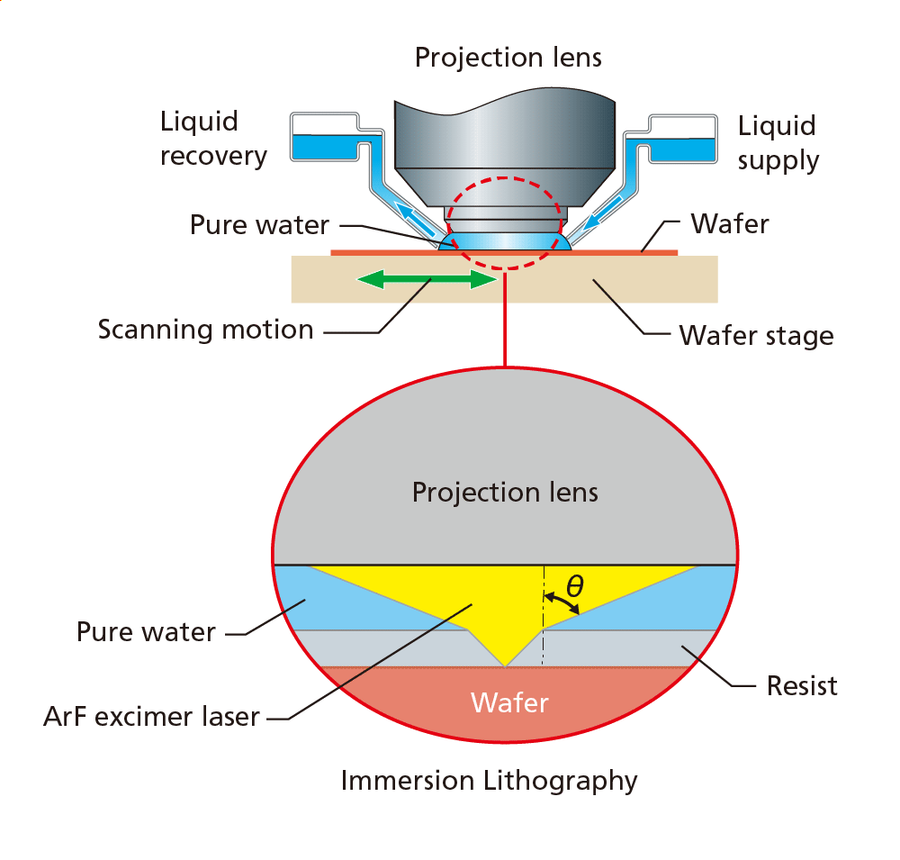 Projection lens
Liquid
recovery
Liquid
supply
Pure water
Wafer
Scanning motion
Wafer stage
Projection lens
θ
Pure water
Resist
Wafer
ArF excimer laser
Immersion Lithography